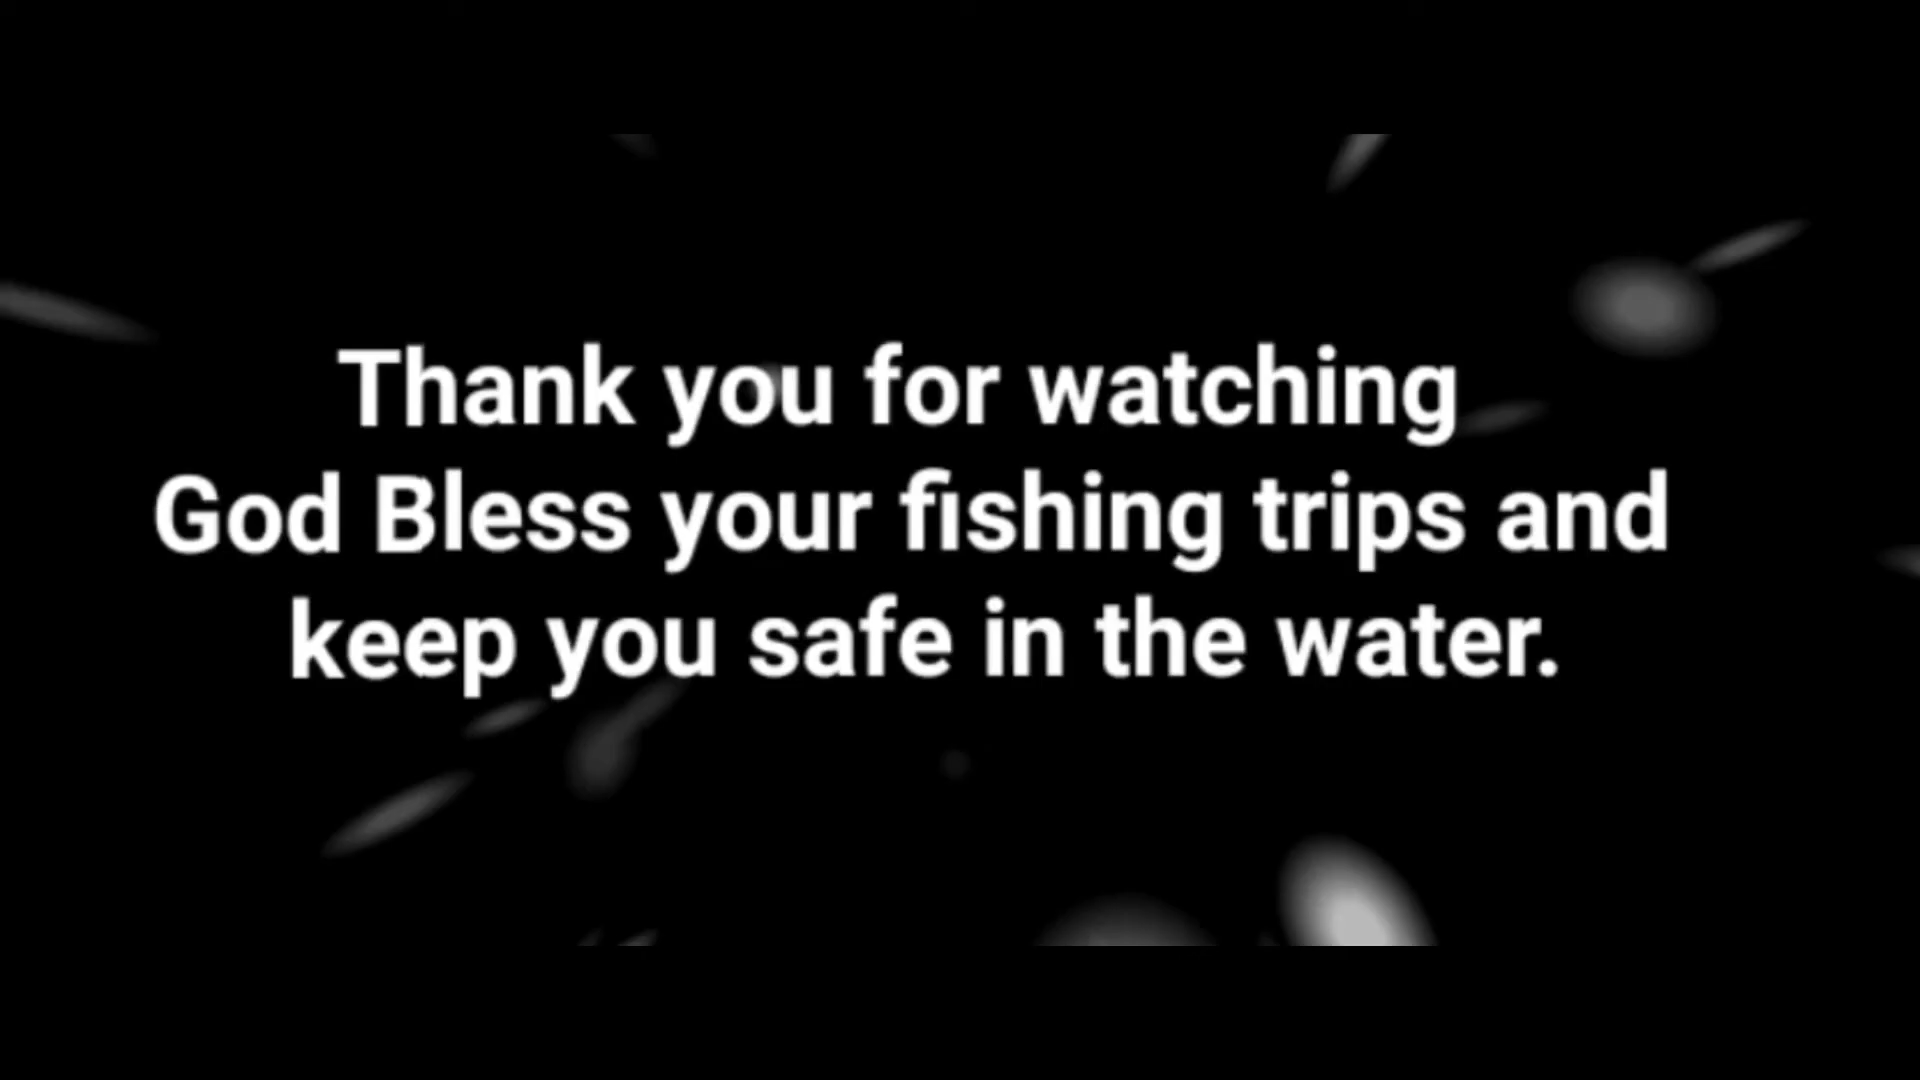 Thank you for watching
God Bless your fishing trips and
keep you safe in the water.